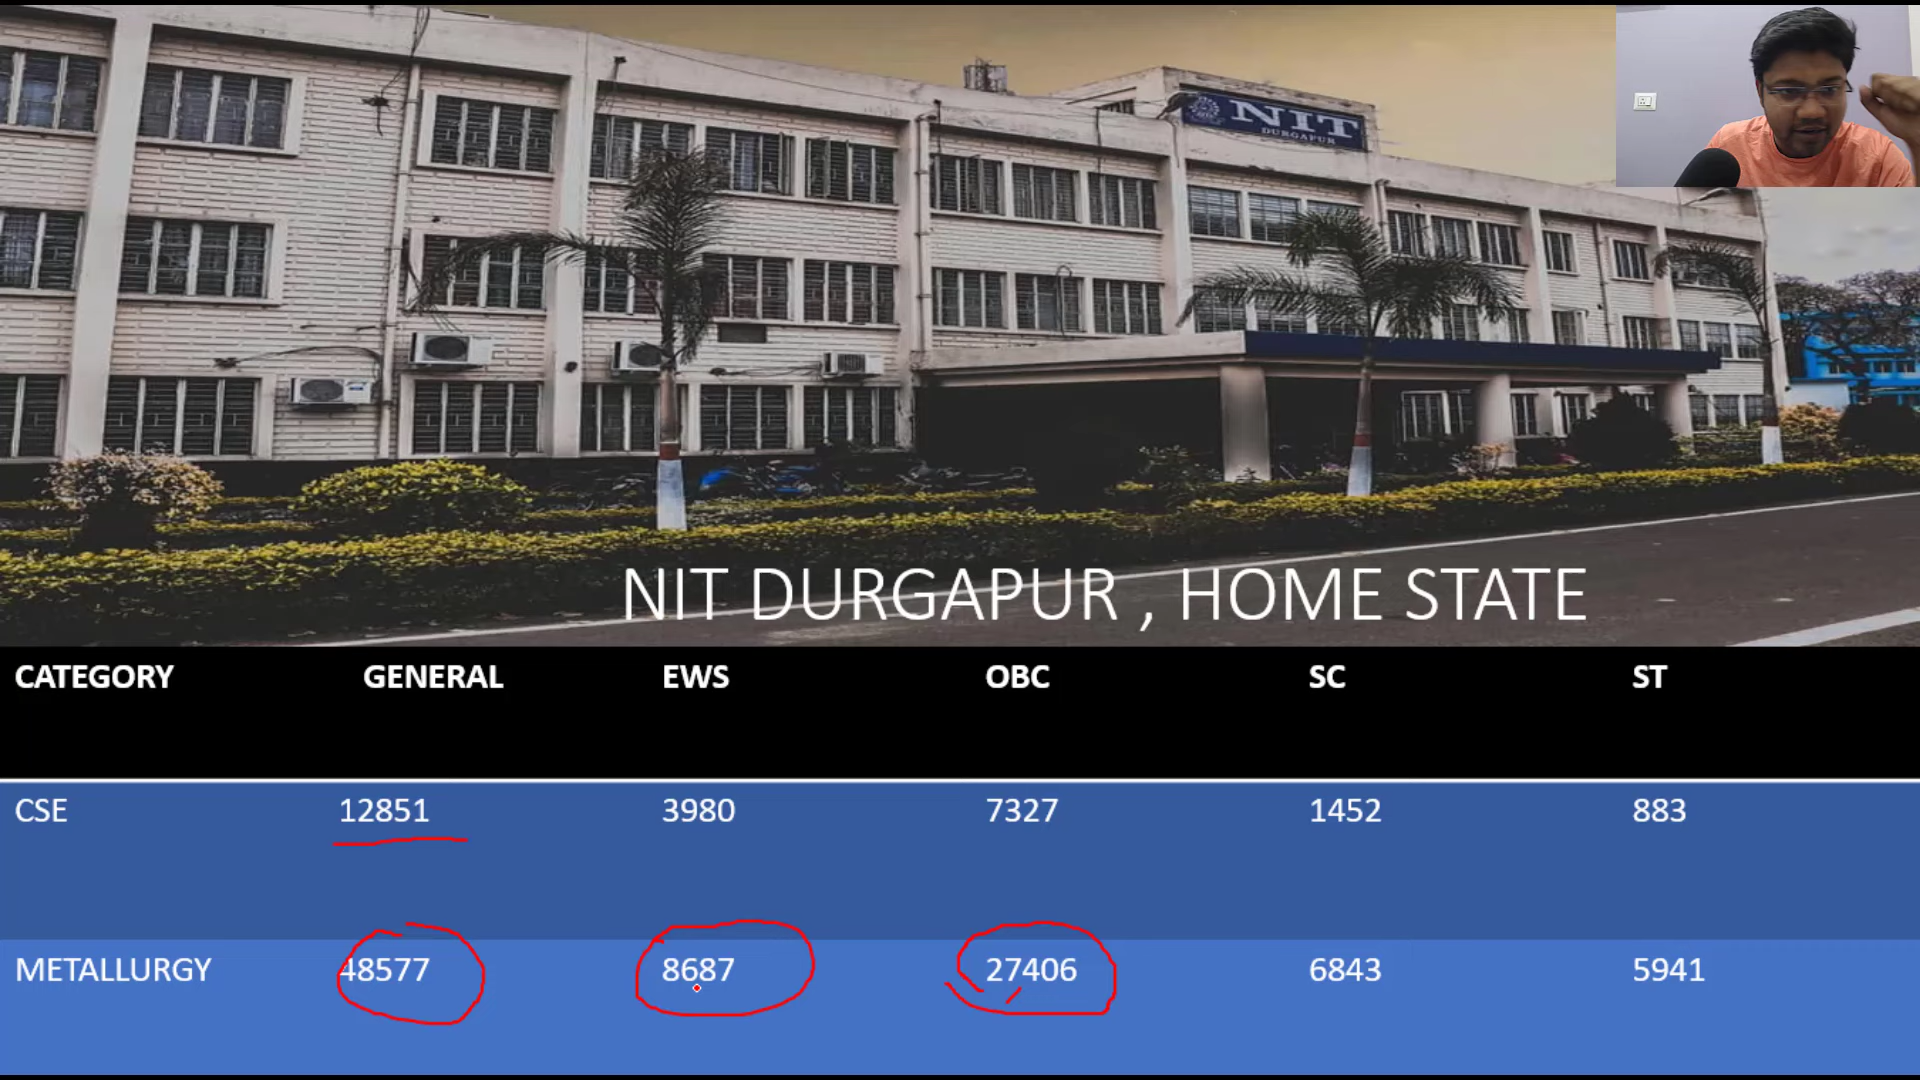 NIT
DURGAPUR
NIT DURGAPUR , HOME STATE
CATEGORY GENERAL EWS OBC SC ST
CSE 12851 3980 7327 1452 883
METALLURGY 48577 8687 27406 6843 5941